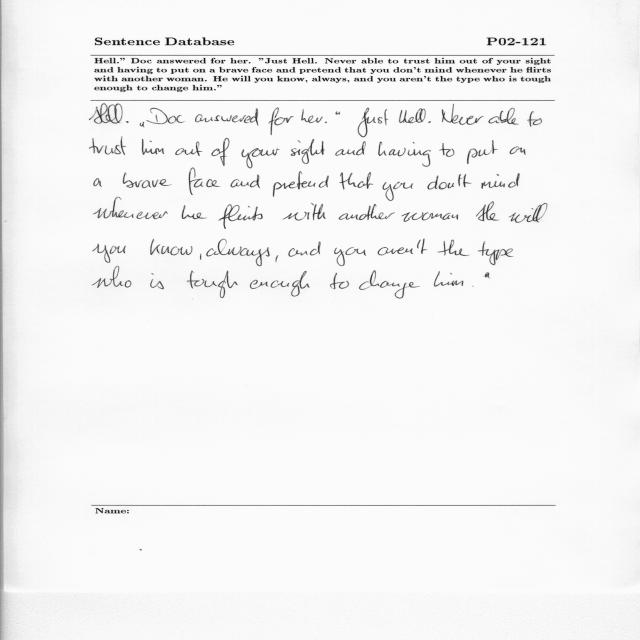 Sentence Database P02-121
Hell." Doc answered for her. "Just Hell. Never able to trust him out of your sight
and having to put on a brave face and pretend that you don't mind whenever he flirts
with another woman. He will you know, always, and you aren't the type who is tough
enough to change him."
Hell. „Doc answered for her." Just Hell. Never able to
trust him out of your sight and having to put on
a brave face and pretend that you don't mind
whenever he flirts with another woman He will
you know, always, and you aren't the type
who is tough enough to change him."
Name: